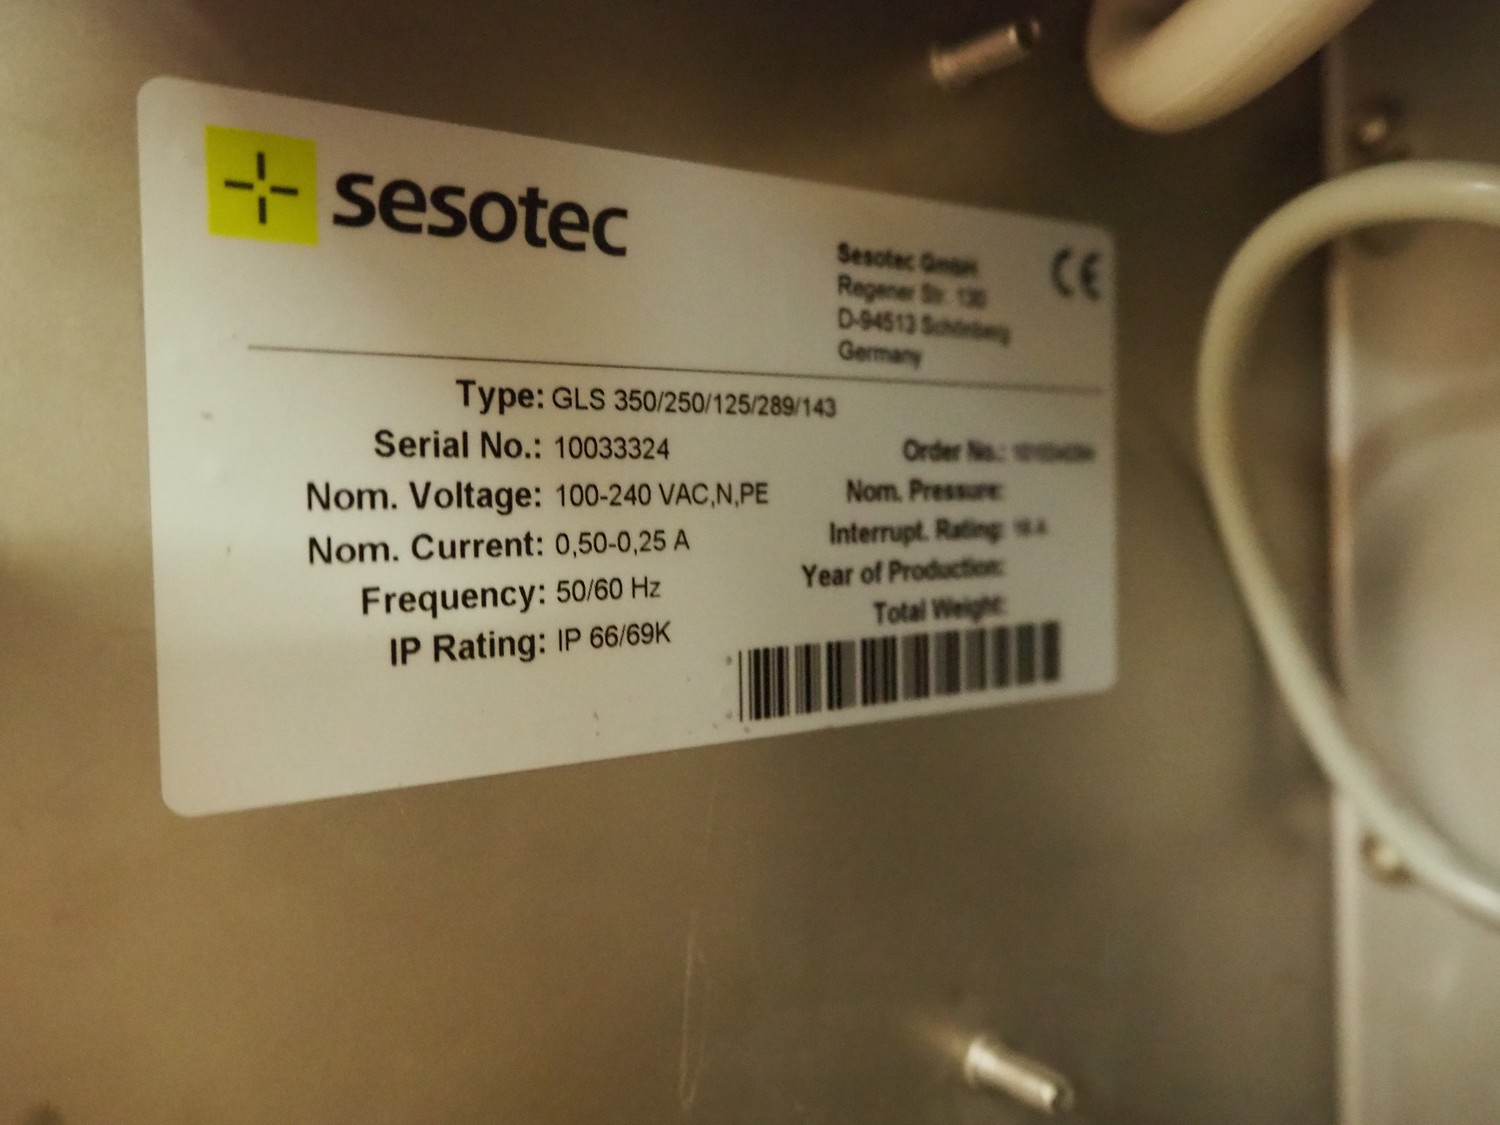 sesotec
Sesotec GmbH
Regener Str. 130
D-94513 Schönberg
Germany
CE
Type: GLS 350/250/125/289/143
Serial No.: 10033324
Nom. Voltage: 100-240 VAC,N,PE
Nom. Current: 0,50-0,25 A
Frequency: 50/60 Hz
IP Rating: IP 66/69K
Order No.:
Nom. Pressure:
Interrupt. Rating: 16 A
Year of Production:
Total Weight: